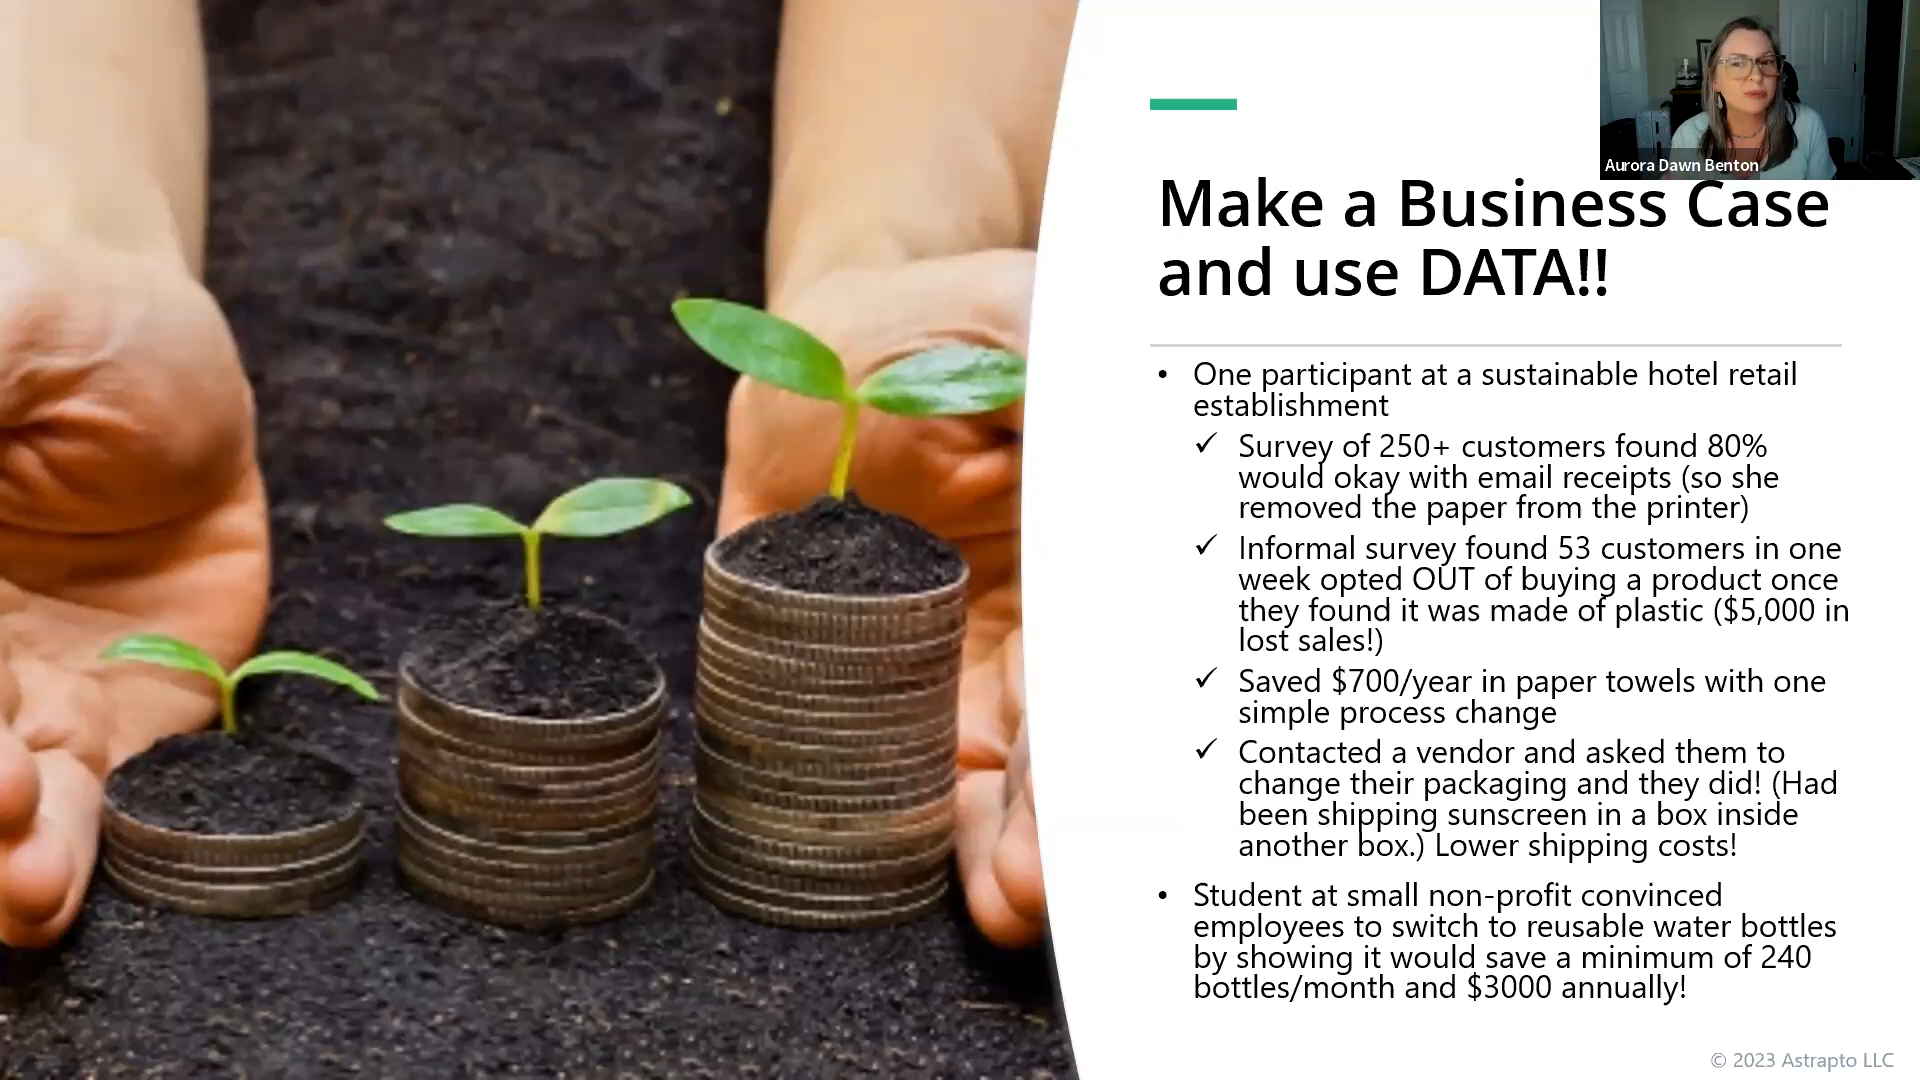 Aurora Dawn Benton
Make a Business Case
and use DATA!!
• One participant at a sustainable hotel retail
establishment
✓ Survey of 250+ customers found 80%
would okay with email receipts (so she
removed the paper from the printer)
✓ Informal survey found 53 customers in one
week opted OUT of buying a product once
they found it was made of plastic ($5,000 in
lost sales!)
✓ Saved $700/year in paper towels with one
simple process change
✓ Contacted a vendor and asked them to
change their packaging and they did! (Had
been shipping sunscreen in a box inside
another box.) Lower shipping costs!
• Student at small non-profit convinced
employees to switch to reusable water bottles
by showing it would save a minimum of 240
bottles/month and $3000 annually!
© 2023 Astrapto LLC